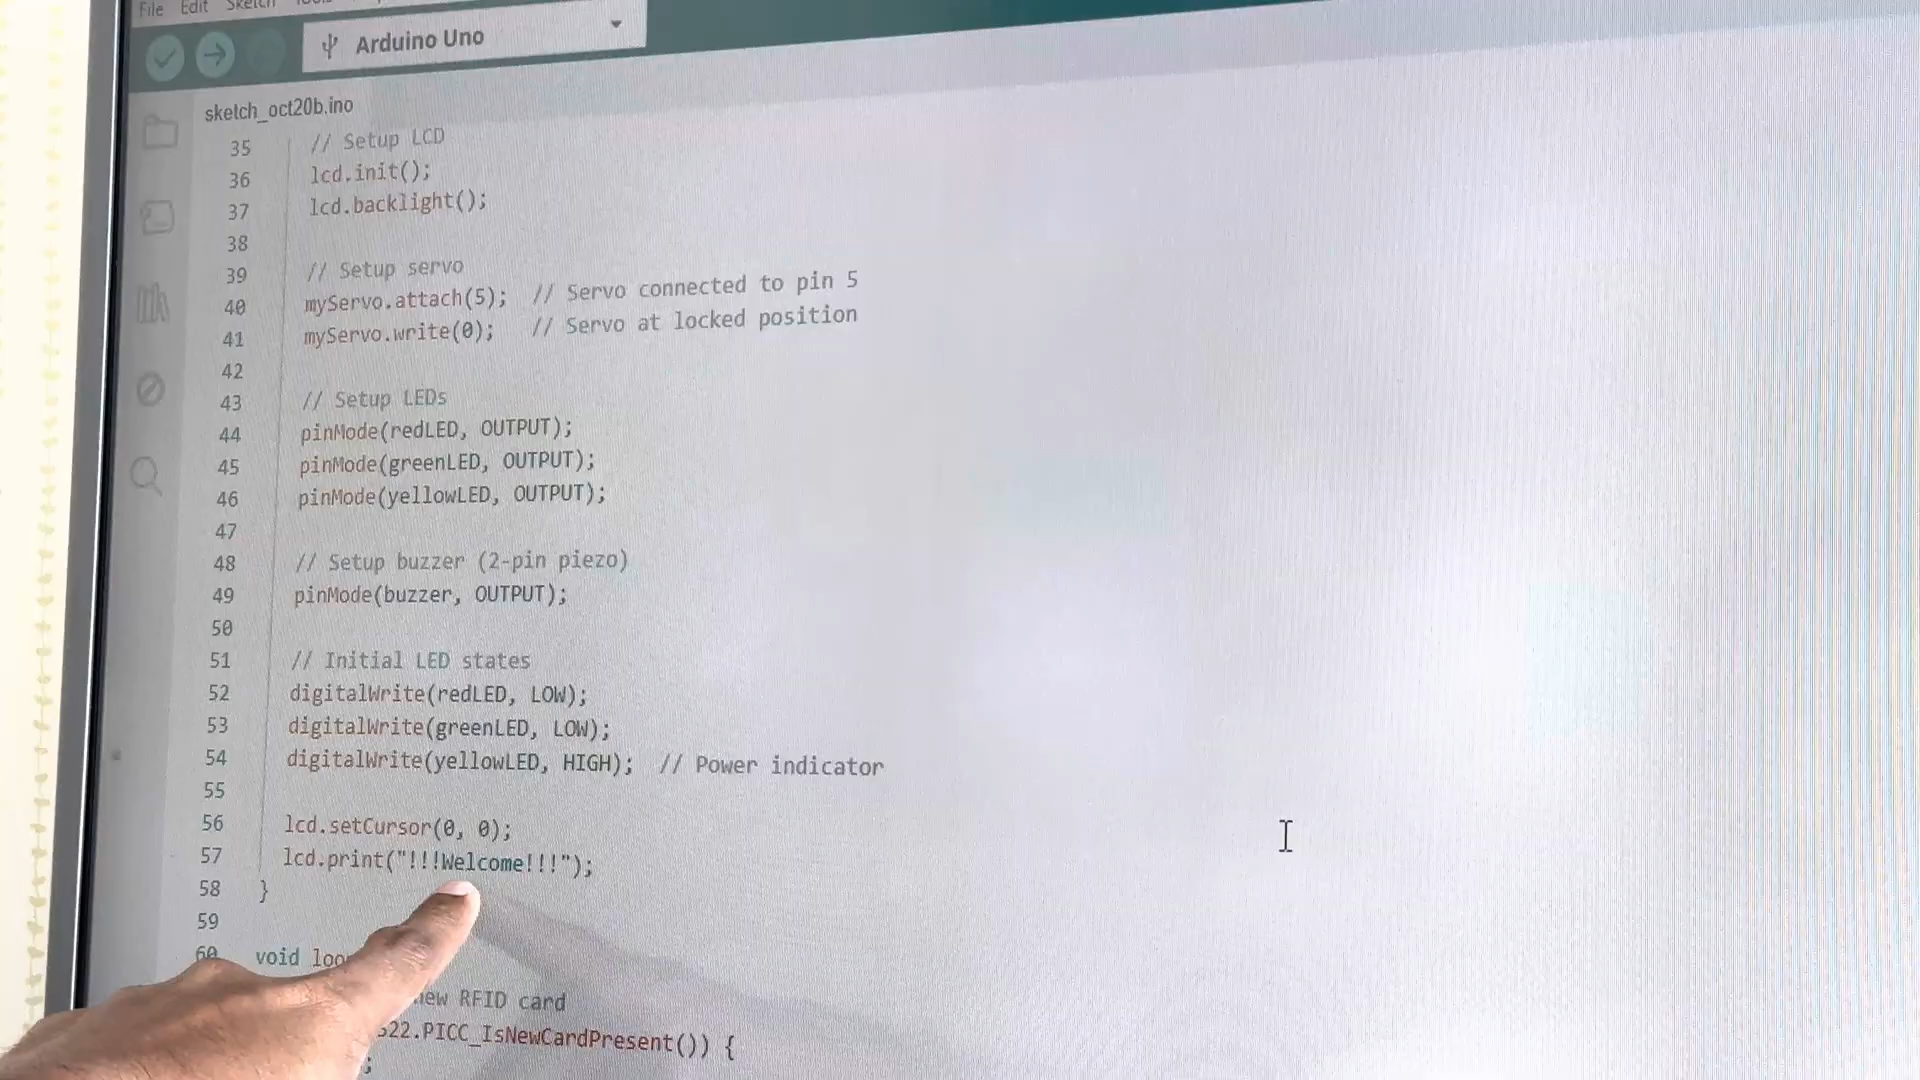 File Edit Sketch
Arduino Uno
sketch_oct20b.ino
35 // Setup LCD
36 lcd.init();
37 lcd.backlight();
38
39 // Setup servo
40 myServo.attach(5); // Servo connected to pin 5
41 myServo.write(0); // Servo at locked position
42
43 // Setup LEDs
44 pinMode(redLED, OUTPUT);
45 pinMode(greenLED, OUTPUT);
46 pinMode(yellowLED, OUTPUT);
47
48 // Setup buzzer (2-pin piezo)
49 pinMode(buzzer, OUTPUT);
50
51 // Initial LED states
52 digitalWrite(redLED, LOW);
53 digitalWrite(greenLED, LOW);
54 digitalWrite(yellowLED, HIGH); // Power indicator
55
56 lcd.setCursor(0, 0);
57 lcd.print("!!!Welcome!!!");
58 }
59
60 void loo
new RFID card
522.PICC_IsNewCardPresent()) {
;